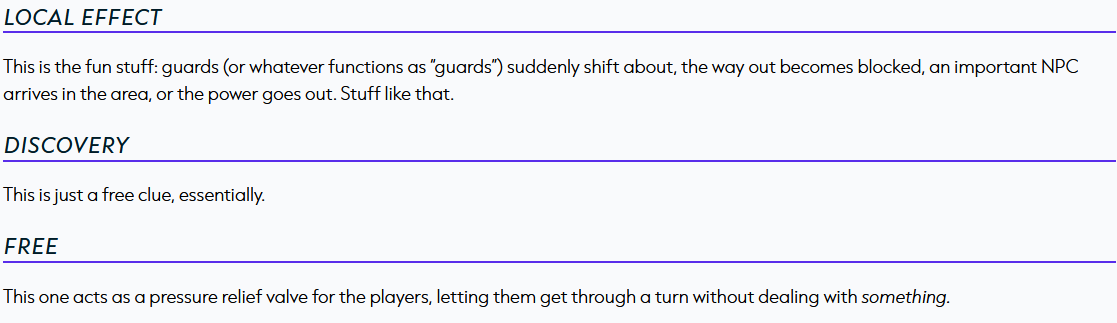 LOCAL EFFECT
This is the fun stuff: guards (or whatever functions as "guards") suddenly shift about, the way out becomes blocked, an important NPC
arrives in the area, or the power goes out. Stuff like that.
DISCOVERY
This is just a free clue, essentially.
FREE
This one acts as a pressure relief valve for the players, letting them get through a turn without dealing with something.